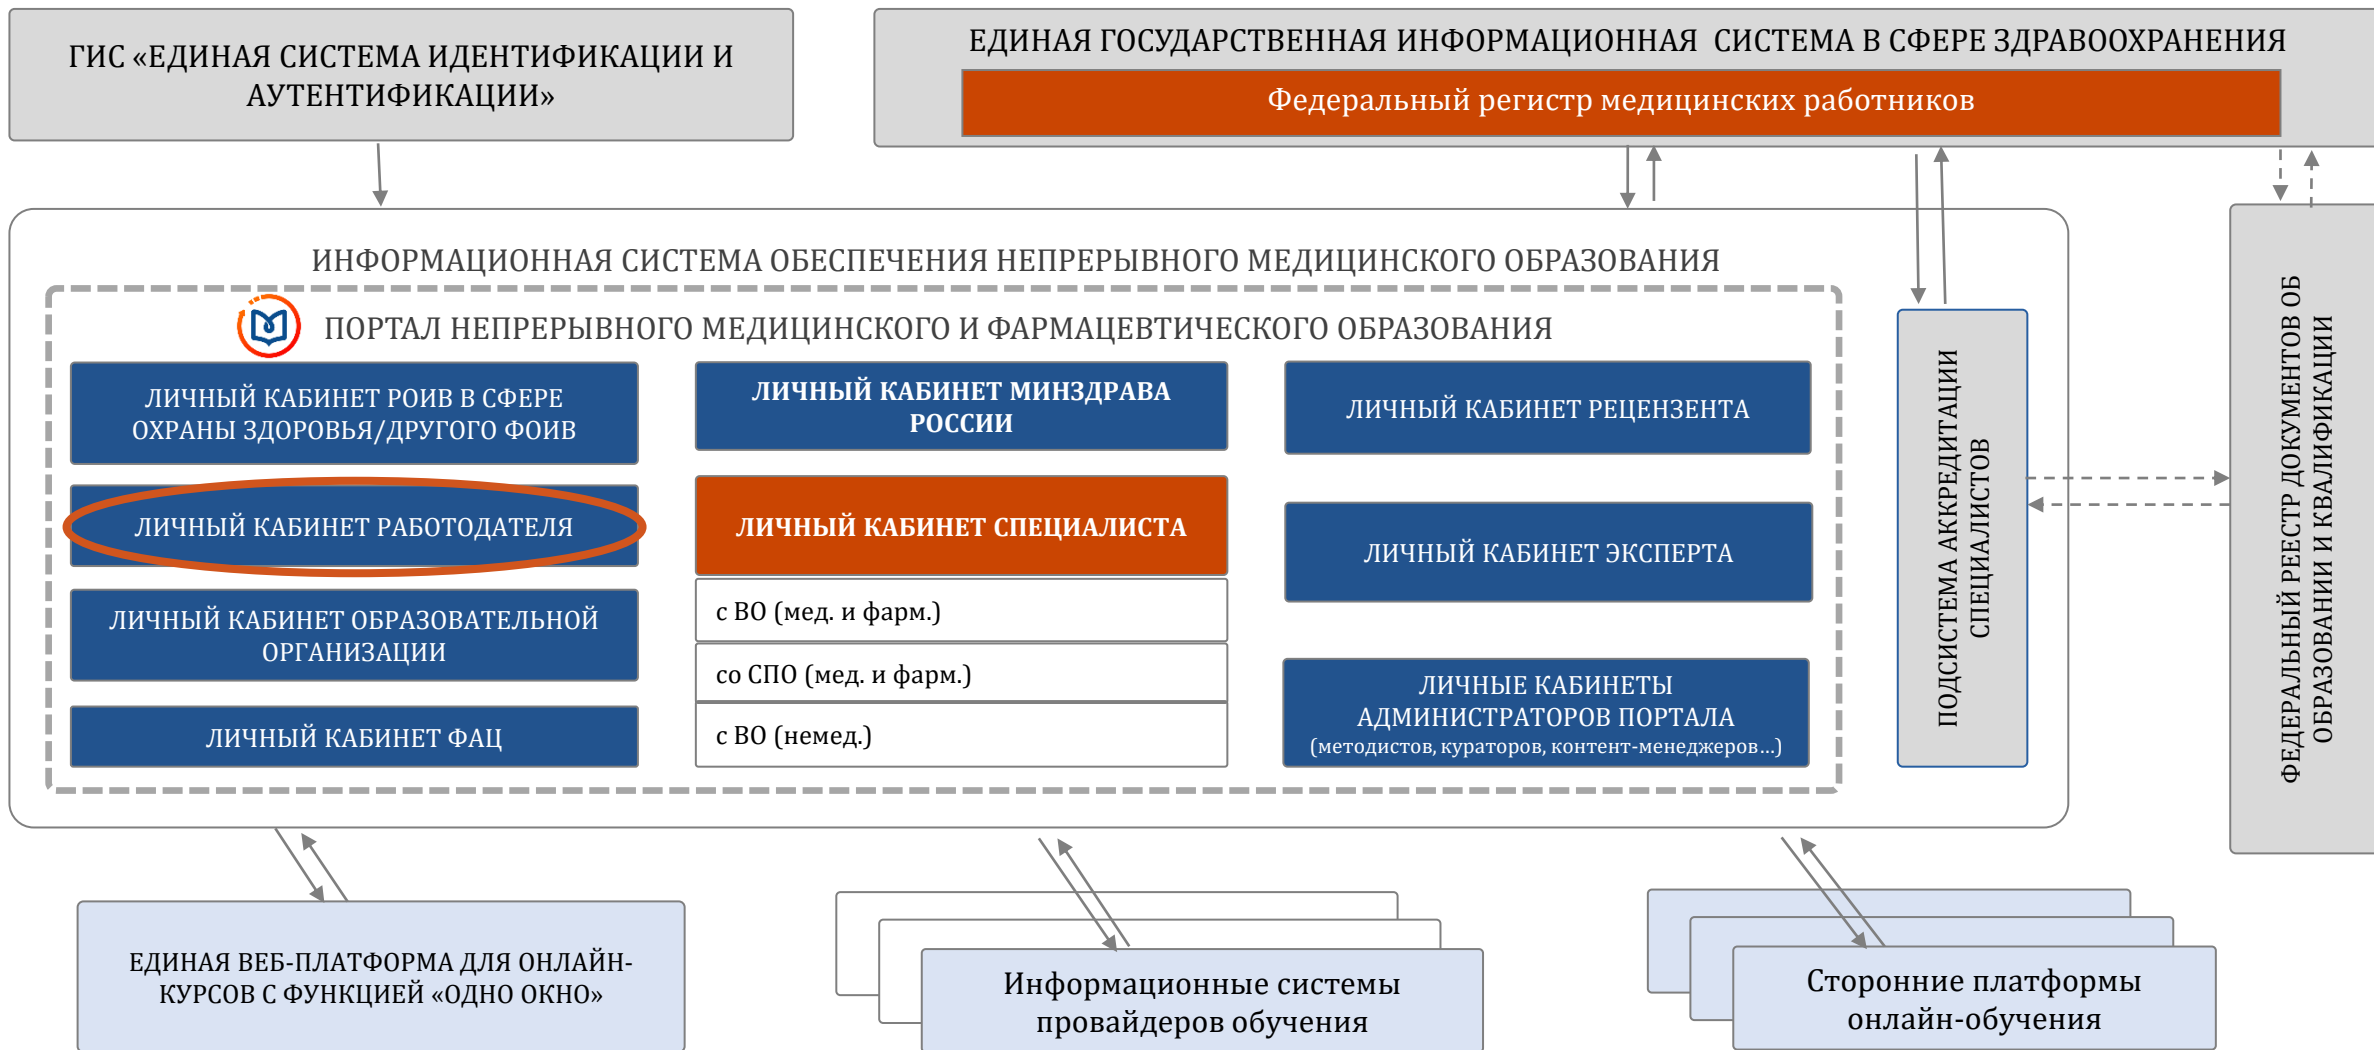 ГИС «ЕДИНАЯ СИСТЕМА ИДЕНТИФИКАЦИИ И
АУТЕНТИФИКАЦИИ»
ЕДИНАЯ ГОСУДАРСТВЕННАЯ ИНФОРМАЦИОННАЯ СИСТЕМА В СФЕРЕ ЗДРАВООХРАНЕНИЯ
Федеральный регистр медицинских работников
ИНФОРМАЦИОННАЯ СИСТЕМА ОБЕСПЕЧЕНИЯ НЕПРЕРЫВНОГО МЕДИЦИНСКОГО ОБРАЗОВАНИЯ
ПОРТАЛ НЕПРЕРЫВНОГО МЕДИЦИНСКОГО И ФАРМАЦЕВТИЧЕСКОГО ОБРАЗОВАНИЯ
ЛИЧНЫЙ КАБИНЕТ РОИВ В СФЕРЕ
ОХРАНЫ ЗДОРОВЬЯ/ДРУГОГО ФОИВ
ЛИЧНЫЙ КАБИНЕТ РАБОТОДАТЕЛЯ
ЛИЧНЫЙ КАБИНЕТ ОБРАЗОВАТЕЛЬНОЙ
ОРГАНИЗАЦИИ
ЛИЧНЫЙ КАБИНЕТ ФАЦ
ЛИЧНЫЙ КАБИНЕТ МИНЗДРАВА
РОССИИ
ЛИЧНЫЙ КАБИНЕТ СПЕЦИАЛИСТА
с ВО (мед. и фарм.)
со СПО (мед. и фарм.)
с ВО (немед.)
ЛИЧНЫЙ КАБИНЕТ РЕЦЕНЗЕНТА
ЛИЧНЫЙ КАБИНЕТ ЭКСПЕРТА
ЛИЧНЫЕ КАБИНЕТЫ
АДМИНИСТРАТОРОВ ПОРТАЛА
(методистов, кураторов, контент-менеджеров...)
ПОДСИСТЕМА АККРЕДИТАЦИИ
СПЕЦИАЛИСТОВ
ФЕДЕРАЛЬНЫЙ РЕЕСТР ДОКУМЕНТОВ ОБ
ОБРАЗОВАНИИ И КВАЛИФИКАЦИИ
ЕДИНАЯ ВЕБ-ПЛАТФОРМА ДЛЯ ОНЛАЙН-
КУРСОВ С ФУНКЦИЕЙ «ОДНО ОКНО»
Информационные системы
провайдеров обучения
Сторонние платформы
онлайн-обучения